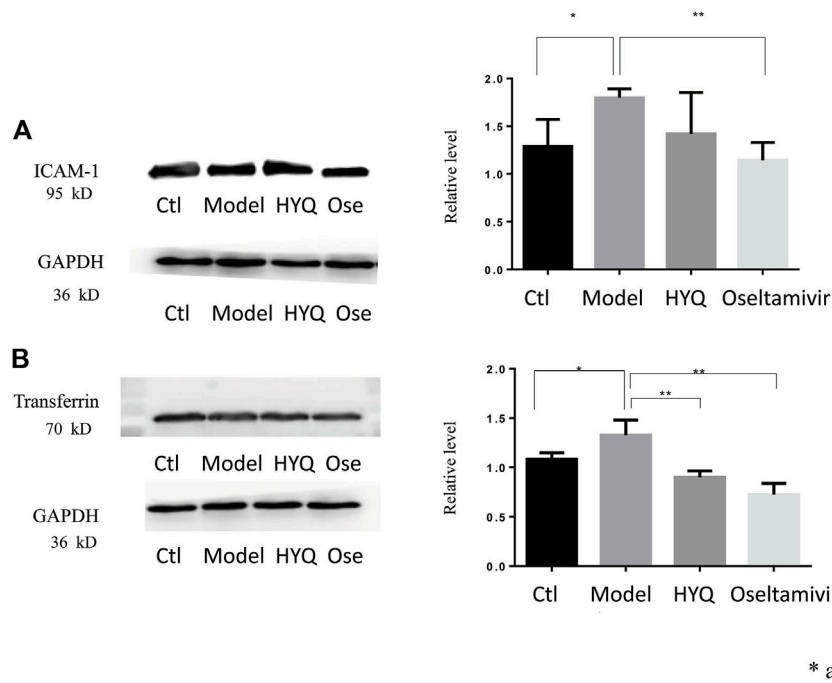 A
ICAM-1
95 kD
Ctl Model HYQ Ose
GAPDH
36 kD
Ctl Model HYQ Ose
* **
Relative level
2.0
1.5
1.0
0.5
0.0
Ctl Model HYQ Oseltamivir
B
Transferrin
70 kD
Ctl Model HYQ Ose
GAPDH
36 kD
Ctl Model HYQ Ose
* **
**
Relative level
2.0
1.5
1.0
0.5
0.0
Ctl Model HYQ Oseltamivi
* a